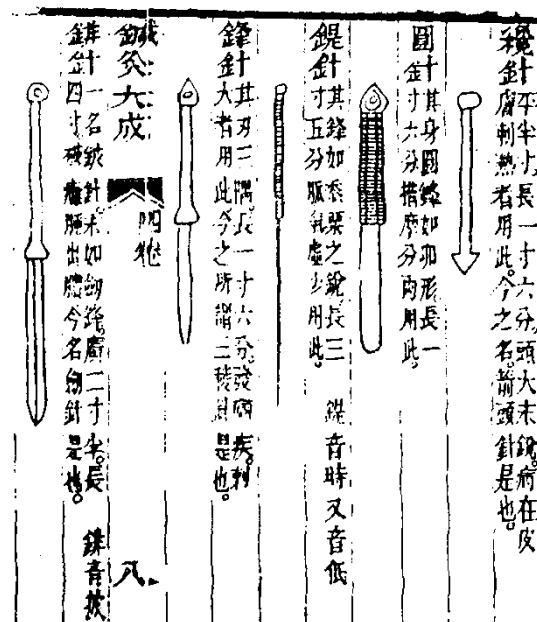 鑱針
平半寸。長一寸六分。頭大末銳。病在皮
膚刺熱者用此。今之名箭頭針是也。
圓針
其身圓鋒如卵形長一
寸六分揩摩分肉用此。
鍉針
其鋒如黍粟之銳長三
寸五分脈氣虛少用此。
鍉音時又音低
鋒針
其刃三隅。長一寸六分。發痼疾。刺
大者用此今之所謂三稜針是也。
鍼灸大成
四卷
八
鈹針
一名鈹針。末如劍鋒。廣二寸半。長
四寸破癰腫出膿今名劍針是也。
鈹音披